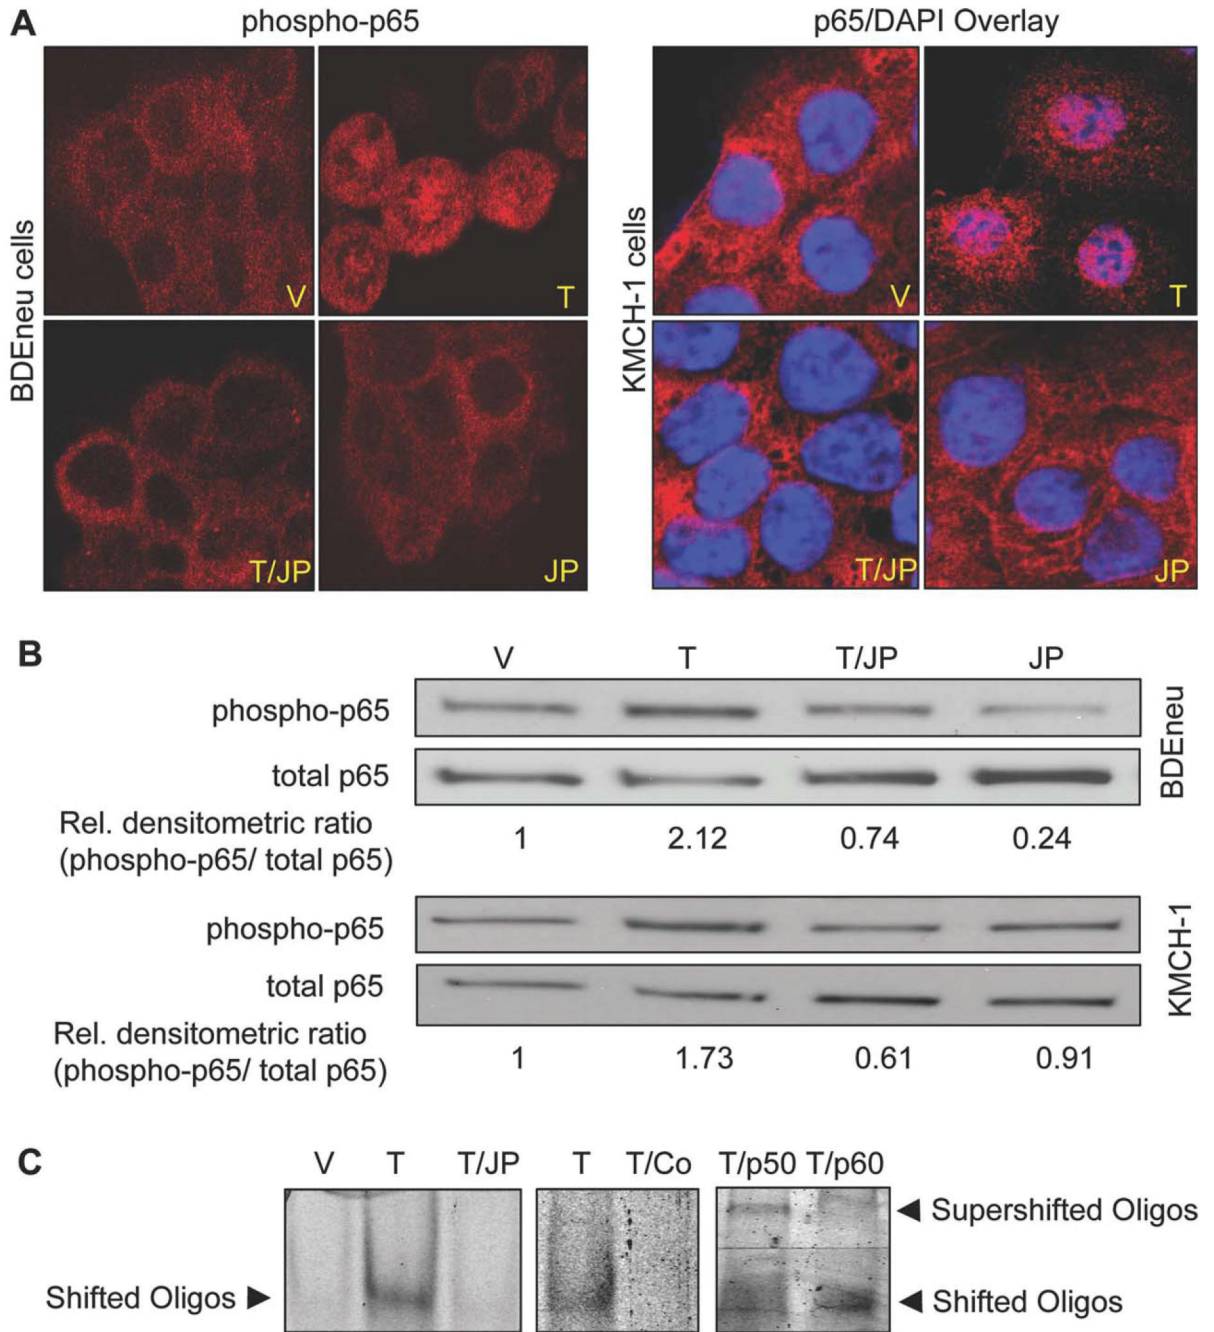 A
phospho-p65
p65/DAPI Overlay
BDEneu cells
V
T
T/JP
JP
KMCH-1 cells
V
T
T/JP
JP
B
V T T/JP JP
phospho-p65
total p65
BDEneu
Rel. densitometric ratio
(phospho-p65/ total p65)
1 2.12 0.74 0.24
phospho-p65
total p65
KMCH-1
Rel. densitometric ratio
(phospho-p65/ total p65)
1 1.73 0.61 0.91
C
V T T/JP T T/Co T/p50 T/p60
Supershifted Oligos
Shifted Oligos
Shifted Oligos